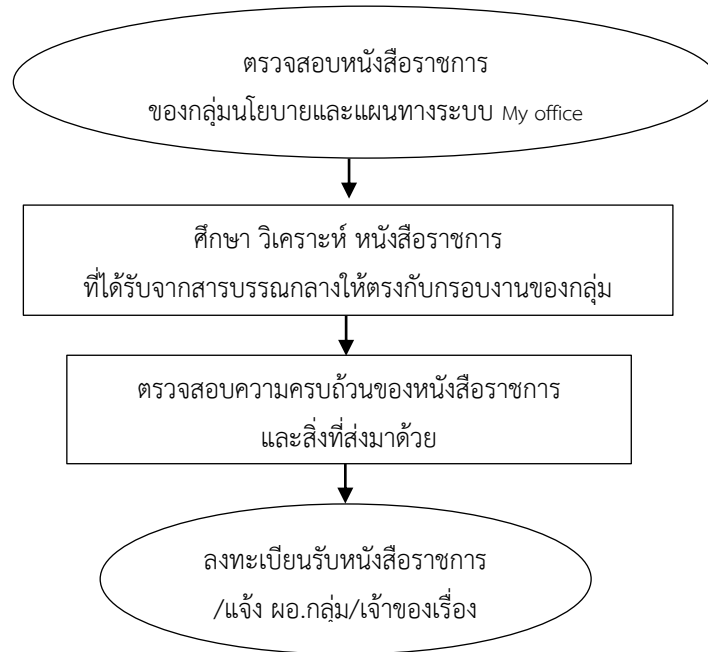 ตรวจสอบหนังสือราชการ
ของกลุ่มนโยบายและแผนทางระบบ My office
ศึกษา วิเคราะห์ หนังสือราชการ
ที่ได้รับจากสารบรรณกลางให้ตรงกับกรอบงานของกลุ่ม
ตรวจสอบความครบถ้วนของหนังสือราชการ
และสิ่งที่ส่งมาด้วย
ลงทะเบียนรับหนังสือราชการ
/แจ้ง ผอ.กลุ่ม/เจ้าของเรื่อง